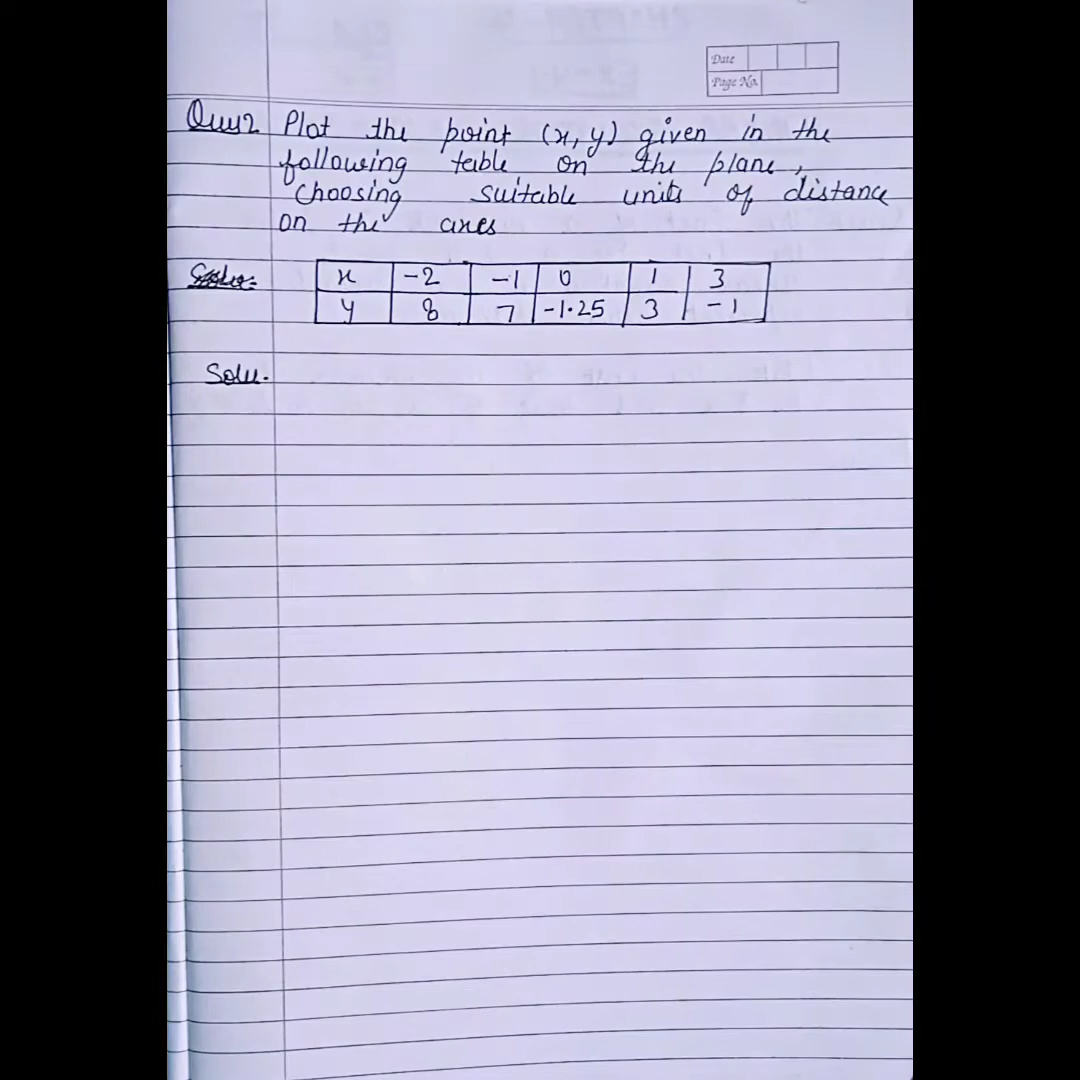 Date
Page No.
Ques2 Plot the point (x, y) given in the
following table on the plane,
choosing suitable units of distance
on the axes
x -2 -1 0 1 3
y 8 7 -1.25 3 -1
Solu.